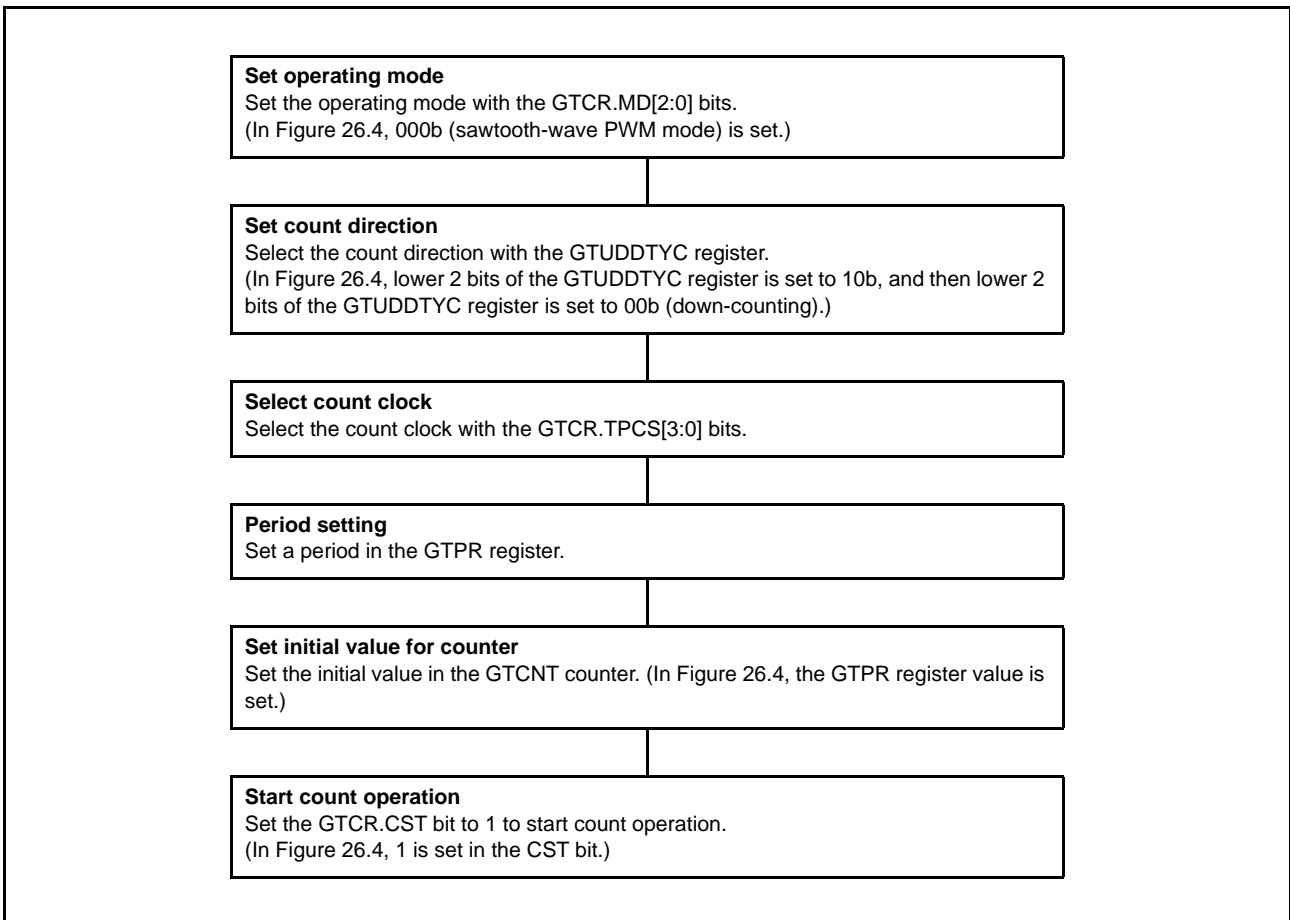 Set operating mode
Set the operating mode with the GTCR.MD[2:0] bits.
(In Figure 26.4, 000b (sawtooth-wave PWM mode) is set.)
Set count direction
Select the count direction with the GTUDDTYC register.
(In Figure 26.4, lower 2 bits of the GTUDDTYC register is set to 10b, and then lower 2
bits of the GTUDDTYC register is set to 00b (down-counting).)
Select count clock
Select the count clock with the GTCR.TPCS[3:0] bits.
Period setting
Set a period in the GTPR register.
Set initial value for counter
Set the initial value in the GTCNT counter. (In Figure 26.4, the GTPR register value is
set.)
Start count operation
Set the GTCR.CST bit to 1 to start count operation.
(In Figure 26.4, 1 is set in the CST bit.)